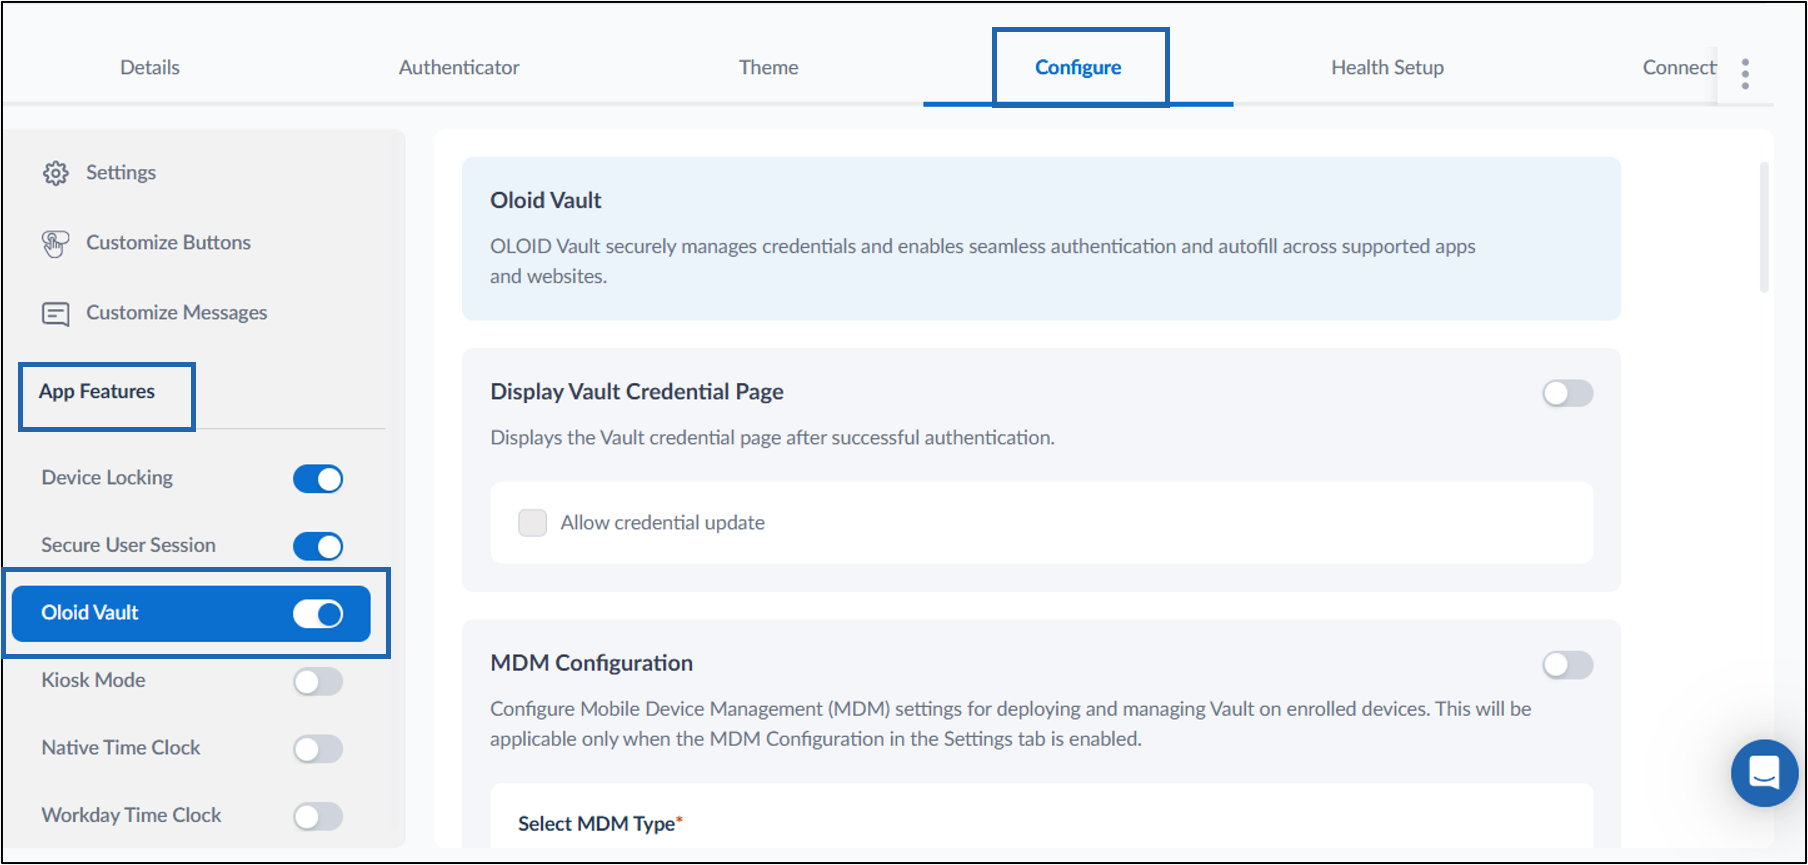 Details
Authenticator
Theme
Configure
Health Setup
Connect
Settings
Customize Buttons
Customize Messages
App Features
Device Locking
Secure User Session
Oloid Vault
Kiosk Mode
Native Time Clock
Workday Time Clock
Oloid Vault
OLOID Vault securely manages credentials and enables seamless authentication and autofill across supported apps
and websites.
Display Vault Credential Page
Displays the Vault credential page after successful authentication.
Allow credential update
MDM Configuration
Configure Mobile Device Management (MDM) settings for deploying and managing Vault on enrolled devices. This will be
applicable only when the MDM Configuration in the Settings tab is enabled.
Select MDM Type*